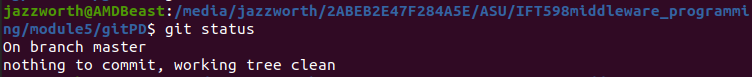 jazzworth@AMDBeast:/media/jazzworth/2ABEB2E47F284A5E/ASU/IFT598middleware_programmi
ng/module5/gitPD$ git status
On branch master
nothing to commit, working tree clean